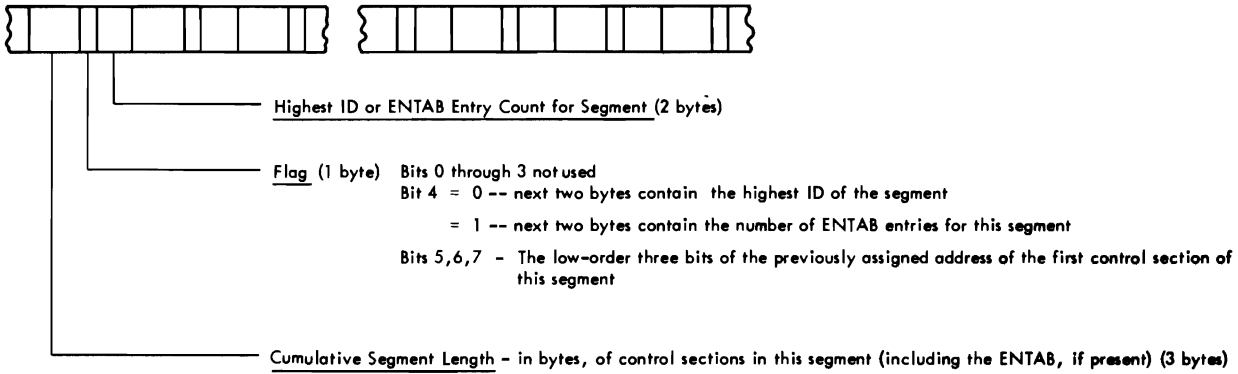 Highest ID or ENTAB Entry Count for Segment (2 bytes)
Flag (1 byte) Bits 0 through 3 not used
Bit 4 = 0 -- next two bytes contain the highest ID of the segment
= 1 -- next two bytes contain the number of ENTAB entries for this segment
Bits 5,6,7 - The low-order three bits of the previously assigned address of the first control section of
this segment
Cumulative Segment Length - in bytes, of control sections in this segment (including the ENTAB, if present) (3 bytes)